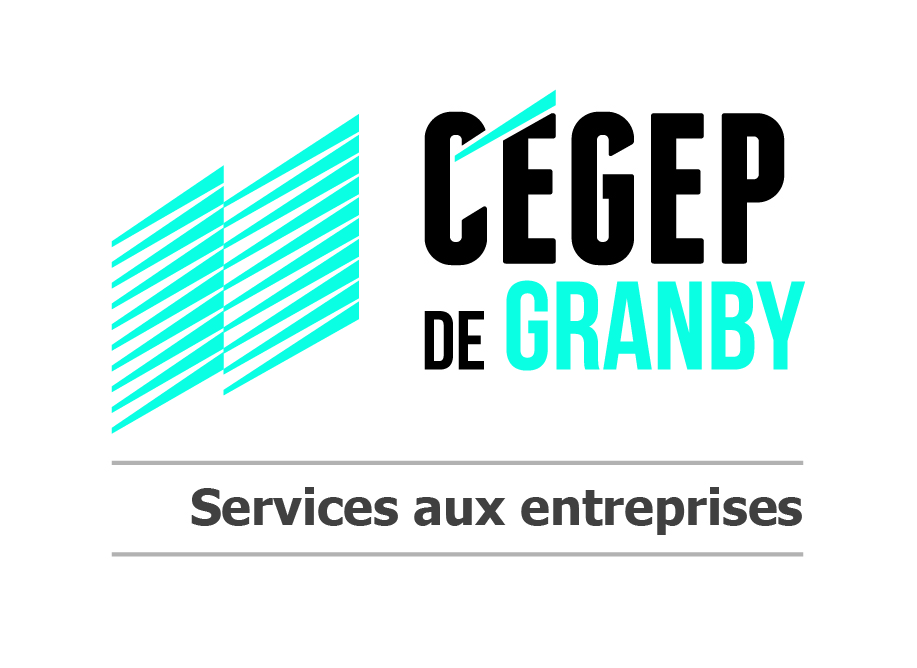 CÉGEP
DE GRANBY
Services aux entreprises